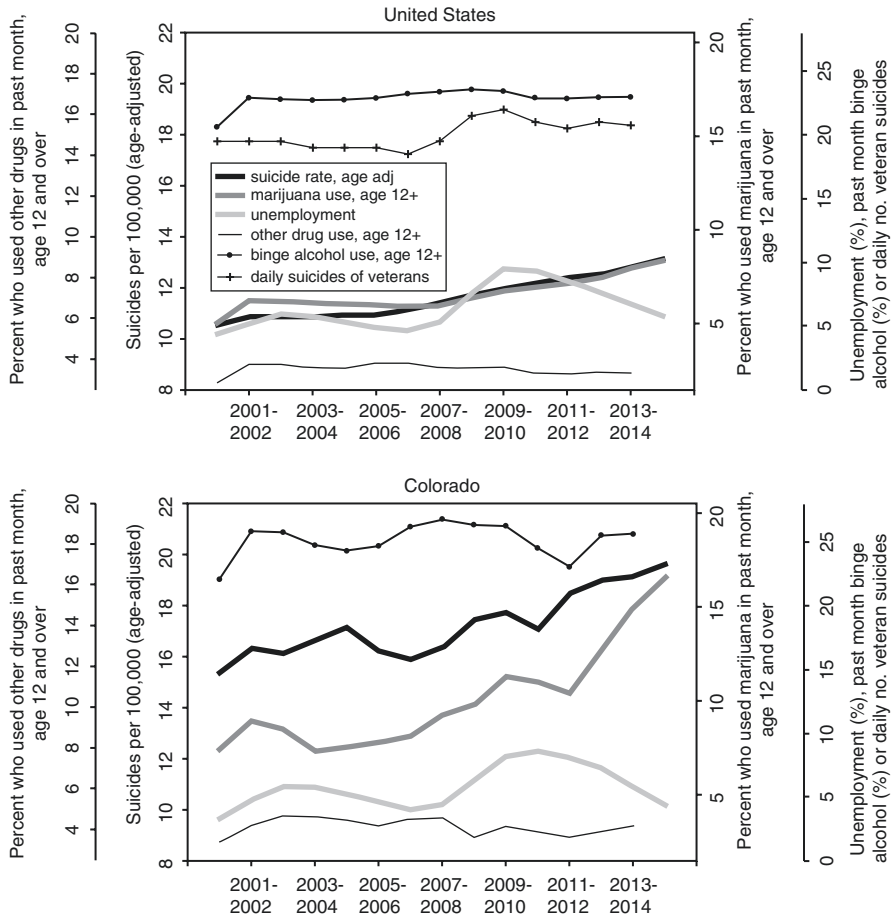 United States
Percent who used other drugs in past month,
age 12 and over
4
6
8
10
12
14
16
18
20
Suicides per 100,000 (age-adjusted)
8
10
12
14
16
18
20
22
suicide rate, age adj
marijuana use, age 12+
unemployment
other drug use, age 12+
binge alcohol use, age 12+
daily suicides of veterans
5
10
15
20
Percent who used marijuana in past month,
age 12 and over
0
5
10
15
20
25
Unemployment (%), past month binge
alcohol (%) or daily no. veteran suicides
2001- 2003- 2005- 2007- 2009- 2011- 2013-
2002 2004 2006 2008 2010 2012 2014
Colorado
Percent who used other drugs in past month,
age 12 and over
4
6
8
10
12
14
16
18
20
Suicides per 100,000 (age-adjusted)
8
10
12
14
16
18
20
22
5
10
15
20
Percent who used marijuana in past month,
age 12 and over
0
5
10
15
20
25
Unemployment (%), past month binge
alcohol (%) or daily no. veteran suicides
2001- 2003- 2005- 2007- 2009- 2011- 2013-
2002 2004 2006 2008 2010 2012 2014